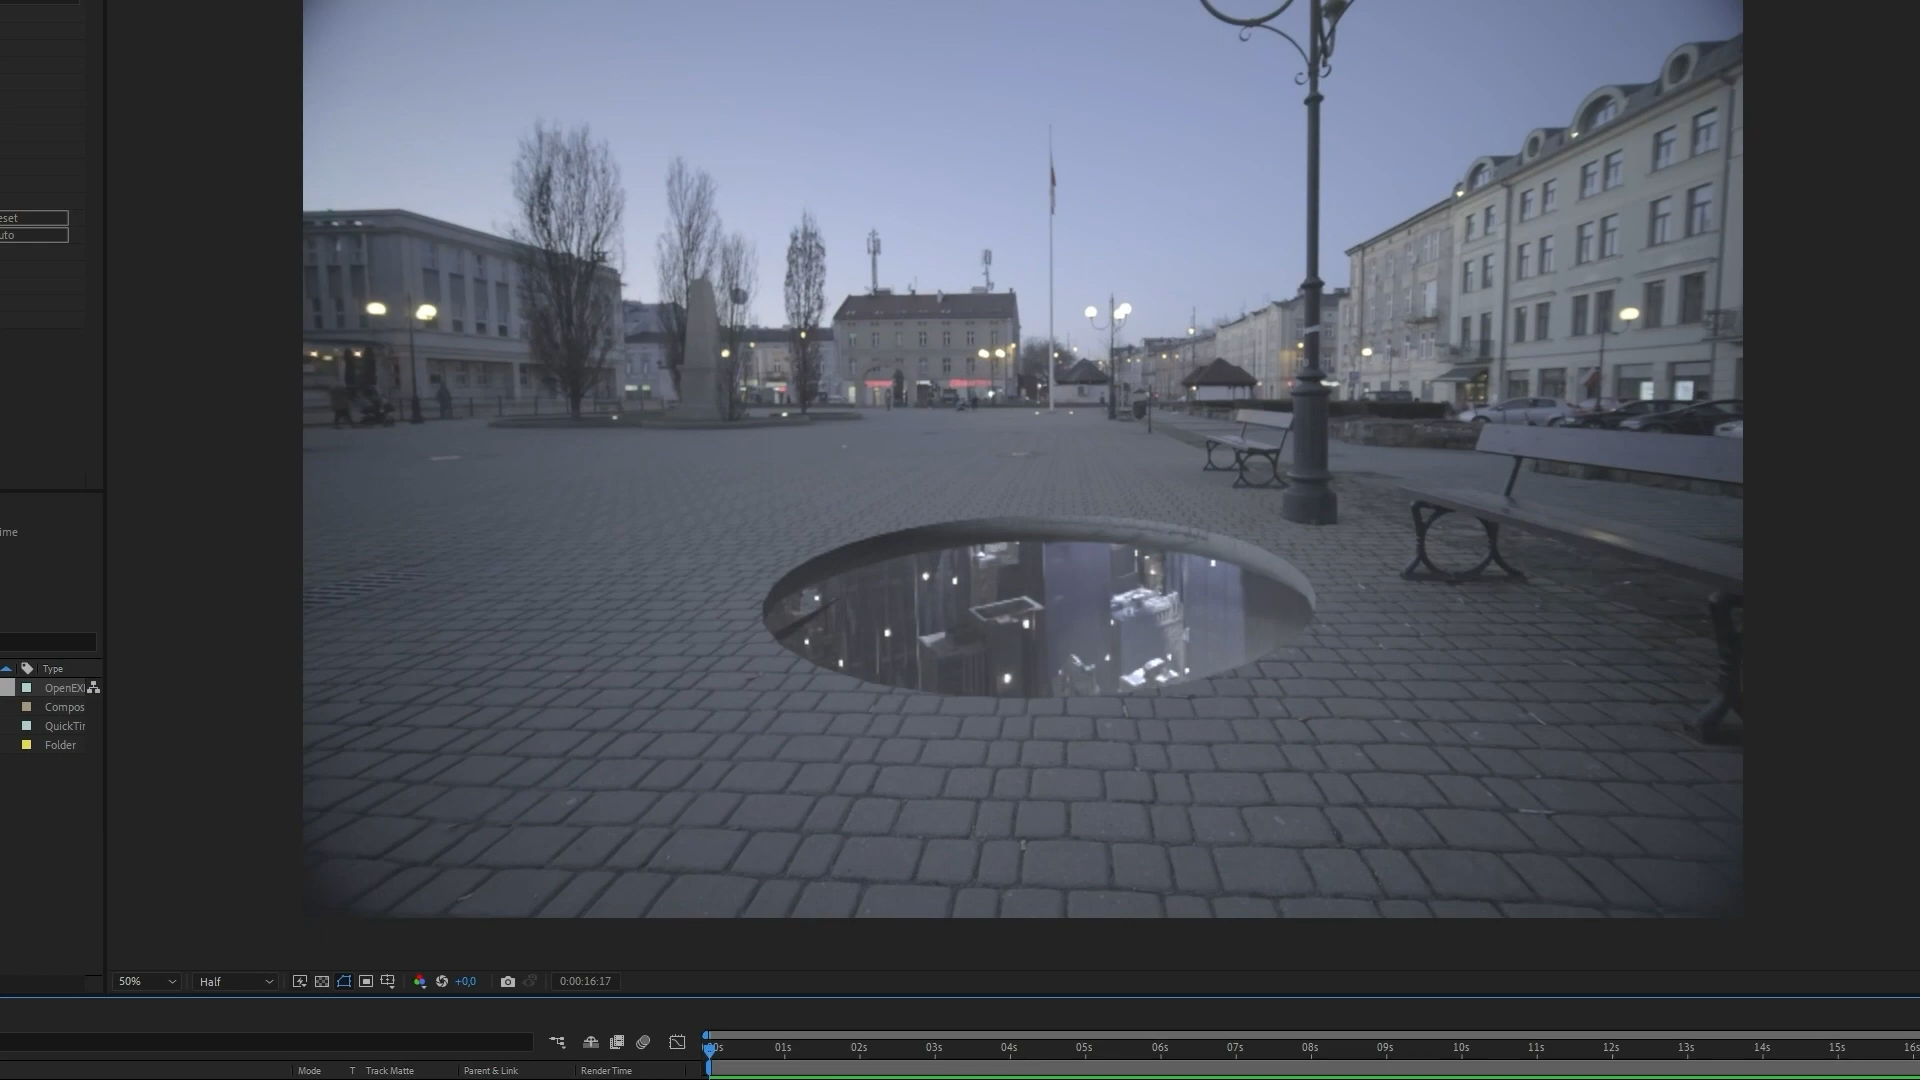 eset
uto
ime
Type
OpenEX
Compos
QuickTir
Folder
50%
Half
+0,0
0:00:16:17
00s 01s 02s 03s 04s 05s 06s 07s 08s 09s 10s 11s 12s 13s 14s 15s 16s
Mode T Track Matte Parent & Link Render Time